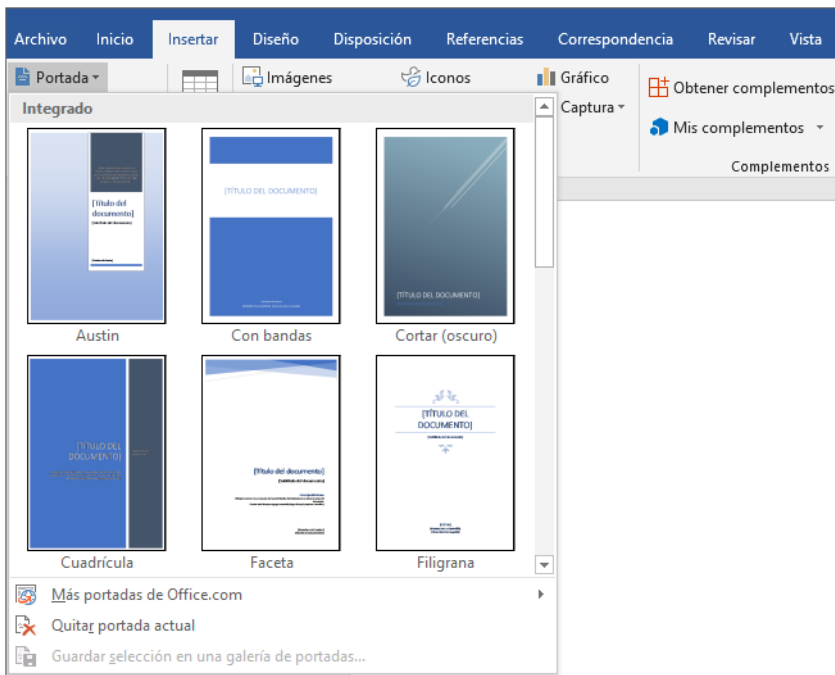 Archivo Inicio Insertar Diseño Disposición Referencias Correspondencia Revisar Vista
Portada Imágenes Iconos Gráfico Obtener complementos
Captura
Mis complementos
Complementos
Integrado
[Título del
documento]
[TÍTULO DEL DOCUMENTO]
[TÍTULO DEL DOCUMENTO]
Austin Con bandas Cortar (oscuro)
[TÍTULO DEL
DOCUMENTO]
[Título del documento]
[TÍTULO DEL
DOCUMENTO]
Cuadrícula Faceta Filigrana
Más portadas de Office.com
Quitar portada actual
Guardar selección en una galería de portadas...